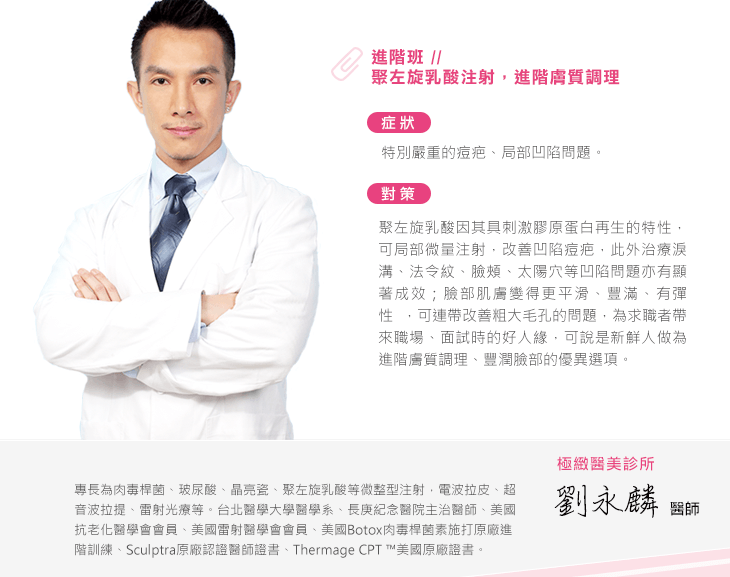 進階班 //
聚左旋乳酸注射，進階膚質調理
症狀
特別嚴重的痘疤、局部凹陷問題。
對策
聚左旋乳酸因其具刺激膠原蛋白再生的特性，
可局部微量注射，改善凹陷痘疤，此外治療淚
溝、法令紋、臉頰、太陽穴等凹陷問題亦有顯
著成效；臉部肌膚變得更平滑、豐滿、有彈
性 ，可連帶改善粗大毛孔的問題，為求職者帶
來職場、面試時的好人緣，可說是新鮮人做為
進階膚質調理、豐潤臉部的優異選項。
極緻醫美診所
劉永麟 醫師
專長為肉毒桿菌、玻尿酸、晶亮瓷、聚左旋乳酸等微整型注射，電波拉皮、超
音波拉提、雷射光療等。台北醫學大學醫學系、長庚紀念醫院主治醫師、美國
抗老化醫學會會員、美國雷射醫學會會員、美國Botox肉毒桿菌素施打原廠進
階訓練、Sculptra原廠認證醫師證書、Thermage CPT ™美國原廠證書。